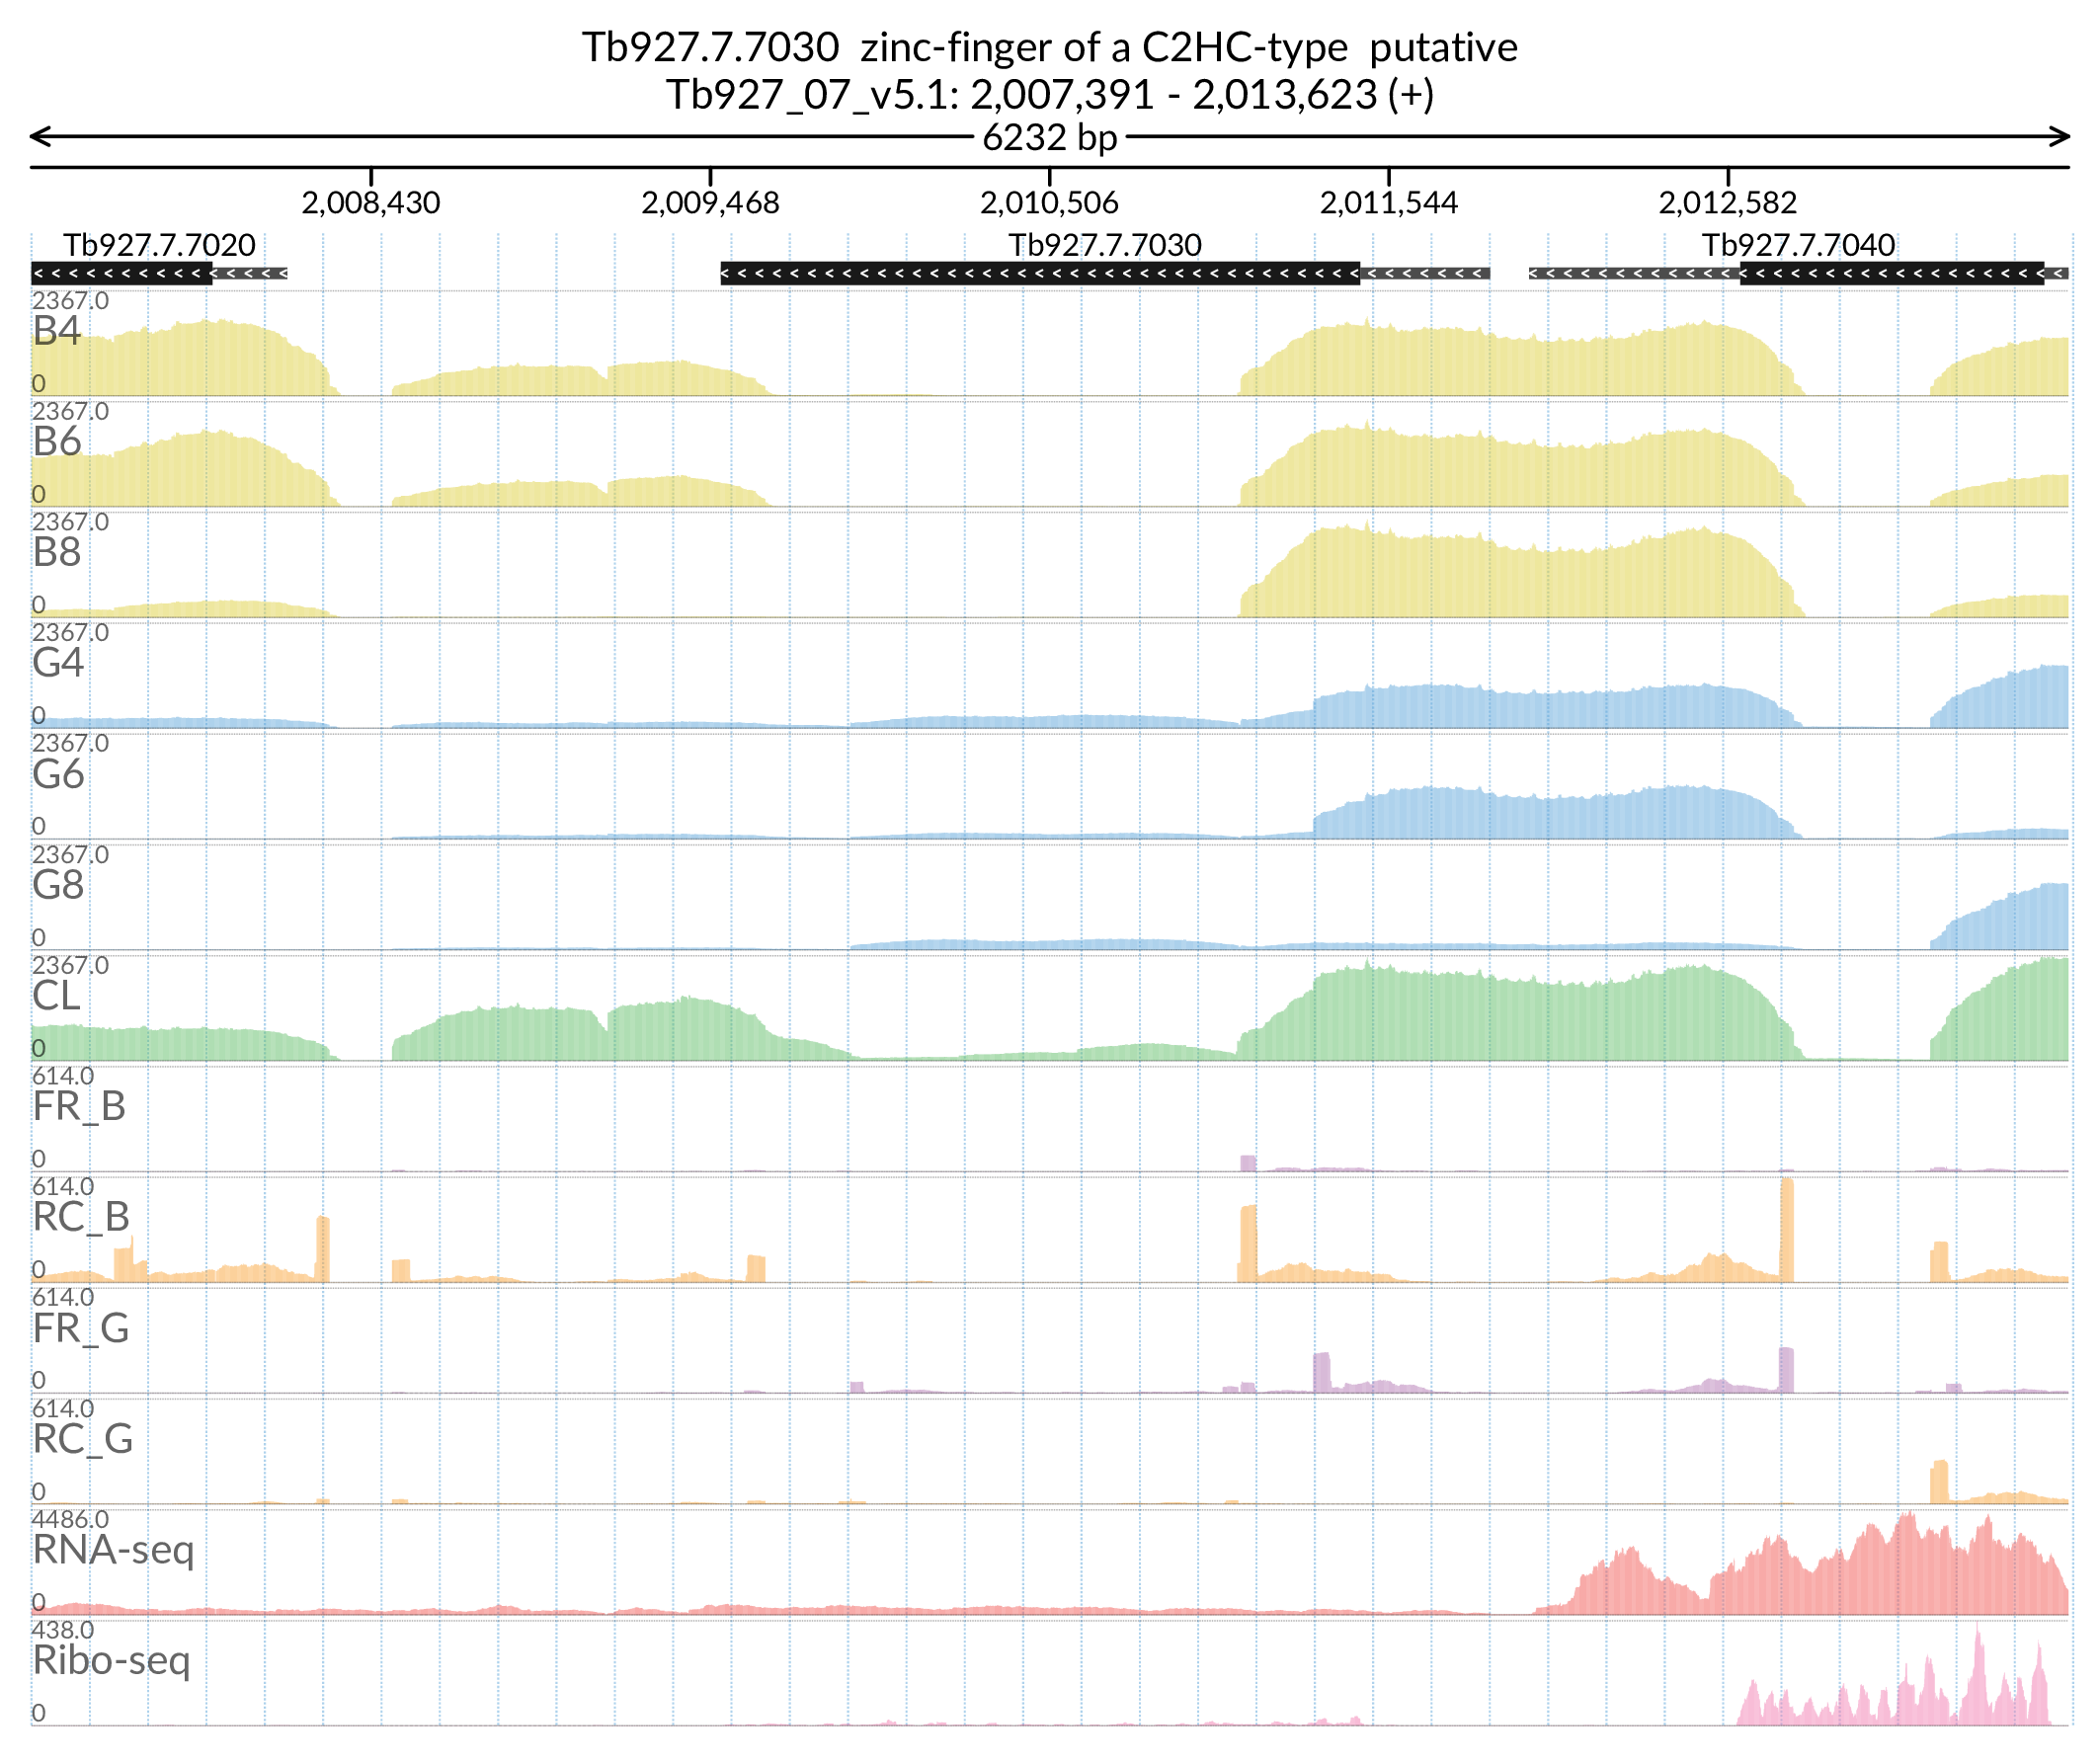 Tb927.7.7030 zinc-finger of a C2HC-type putative
Tb927_07_v5.1: 2,007,391 - 2,013,623 (+)
6232 bp
2,008,430 2,009,468 2,010,506 2,011,544 2,012,582
Tb927.7.7020 Tb927.7.7030 Tb927.7.7040
2367.0
B4
0
2367.0
B6
0
2367.0
B8
0
2367.0
G4
0
2367.0
G6
0
2367.0
G8
0
2367.0
CL
0
614.0
FR_B
0
614.0
RC_B
0
614.0
FR_G
0
614.0
RC_G
0
4486.0
RNA-seq
0
438.0
Ribo-seq
0